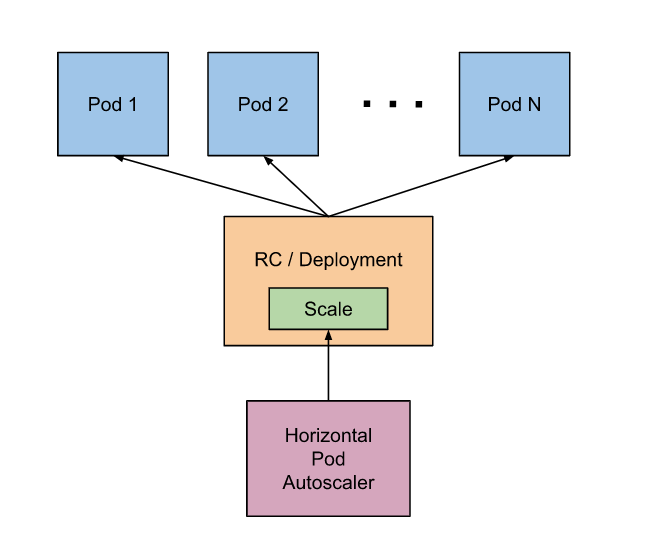 Pod 1
Pod 2
. . .
Pod N
RC / Deployment
Scale
Horizontal
Pod
Autoscaler